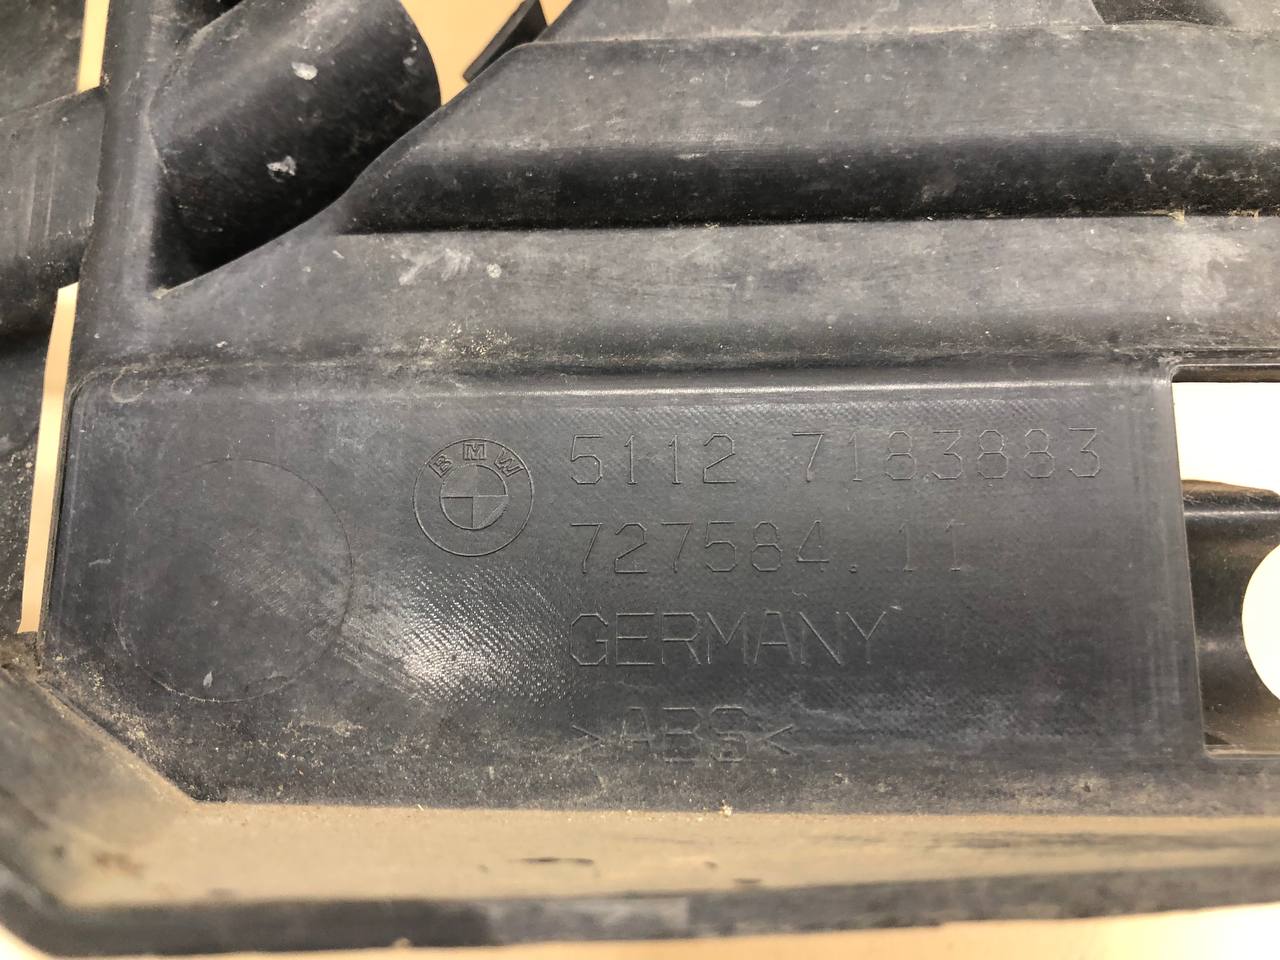 BMW
5112 7183883
727584.11
GERMANY
>ABS<